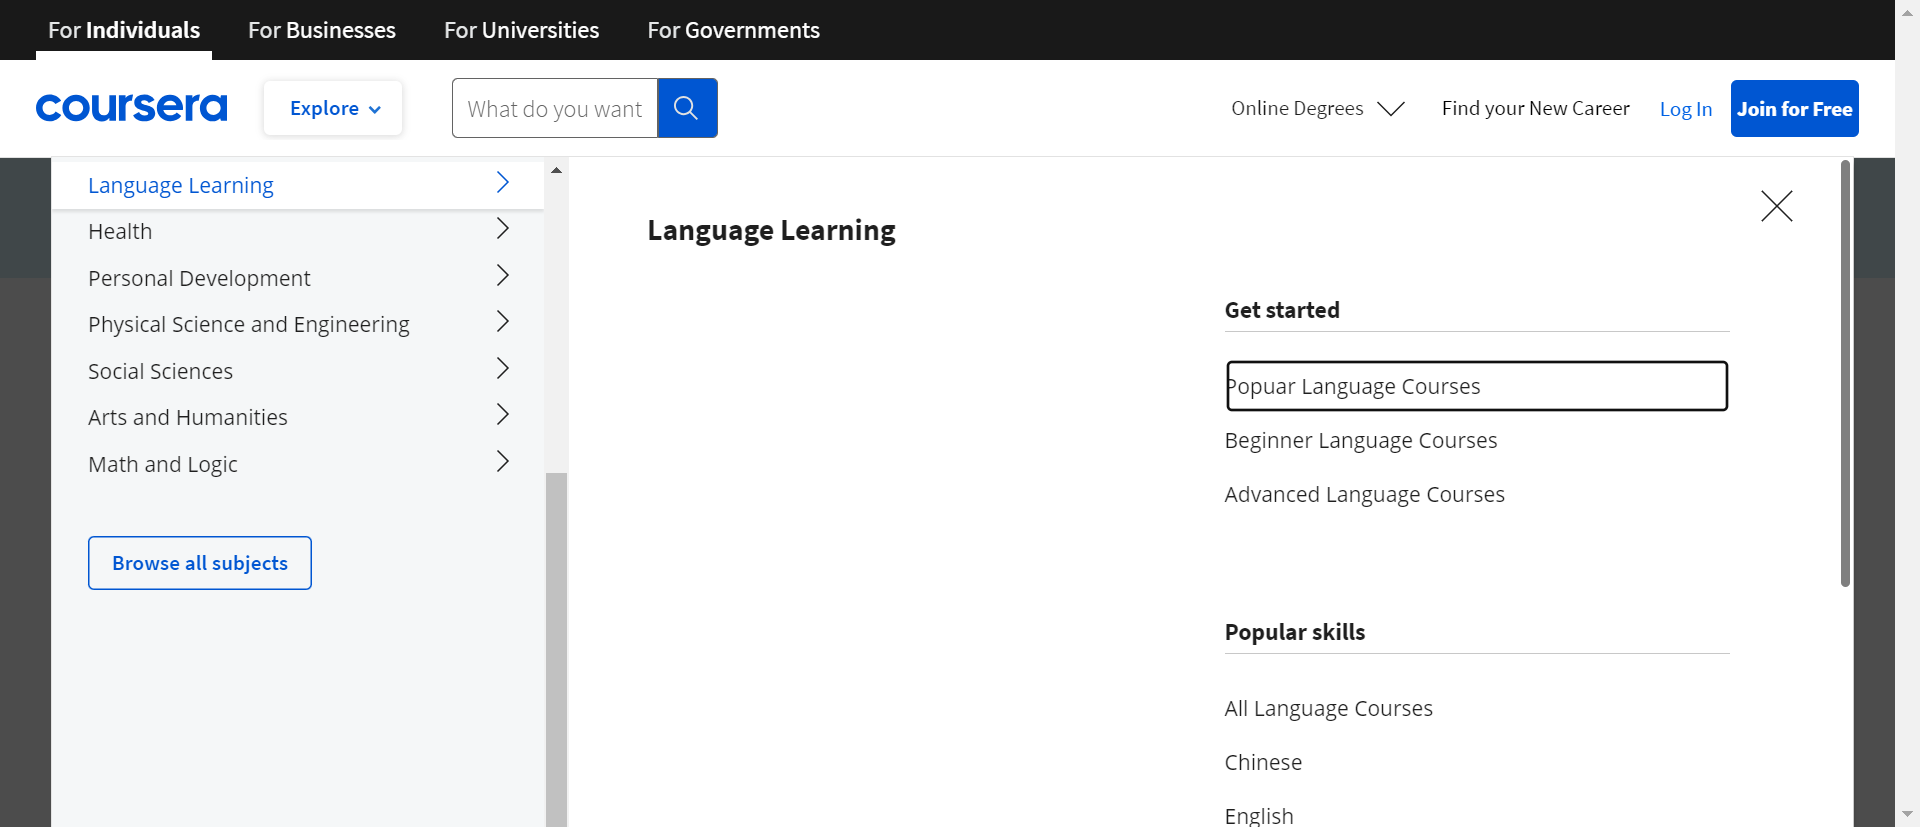 For Individuals
For Businesses
For Universities
For Governments
coursera
Explore
What do you want
Online Degrees
Find your New Career
Log In
Join for Free
Language Learning
Health
Personal Development
Physical Science and Engineering
Social Sciences
Arts and Humanities
Math and Logic
Browse all subjects
Language Learning
Get started
Popuar Language Courses
Beginner Language Courses
Advanced Language Courses
Popular skills
All Language Courses
Chinese
English